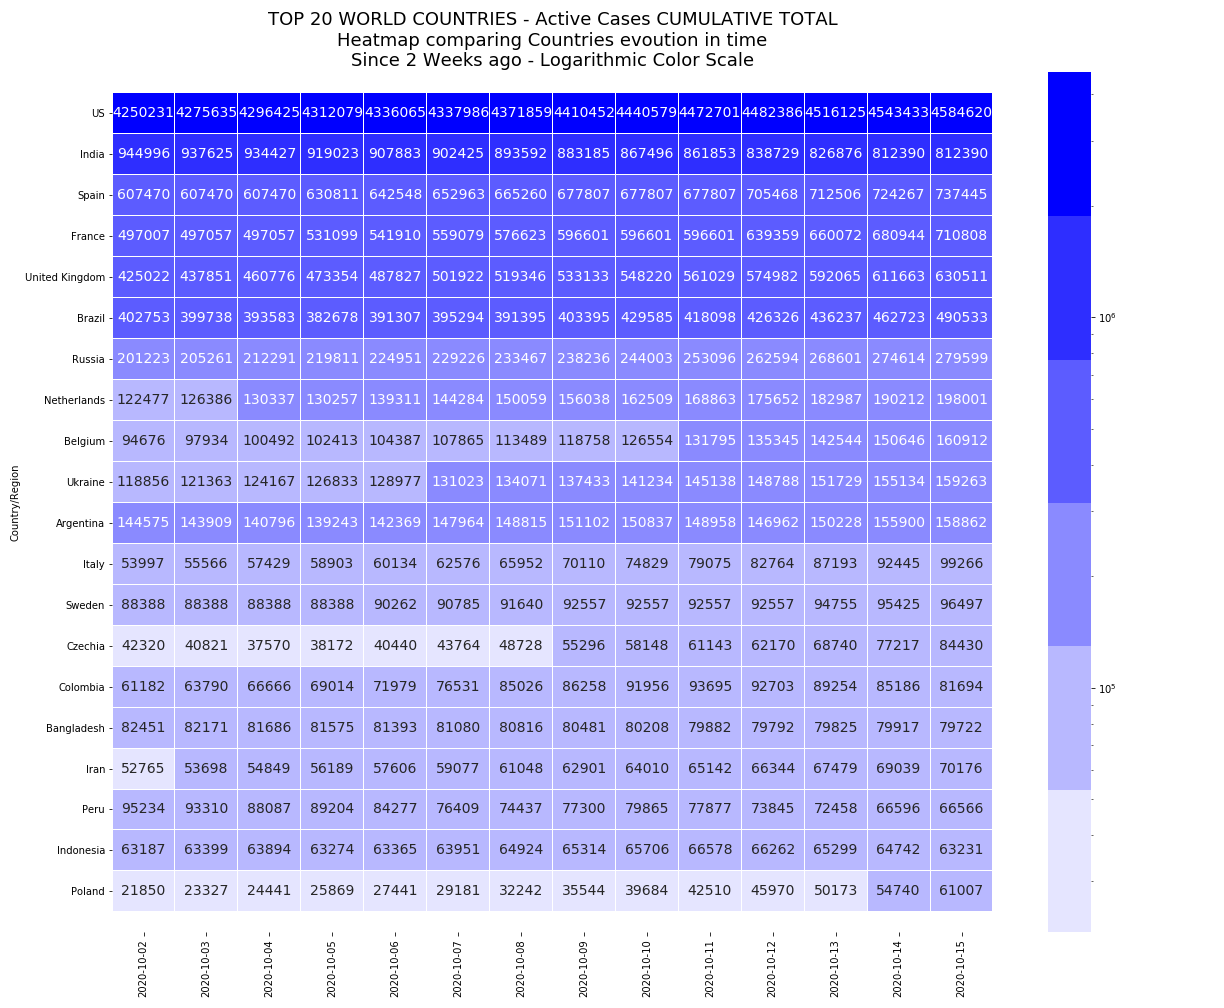 TOP 20 WORLD COUNTRIES - Active Cases CUMULATIVE TOTAL
Heatmap comparing Countries evoution in time
Since 2 Weeks ago - Logarithmic Color Scale
Country/Region
US 4250231 4275635 4296425 4312079 4336065 4337986 4371859 4410452 4440579 4472701 4482386 4516125 4543433 4584620
India 944996 937625 934427 919023 907883 902425 893592 883185 867496 861853 838729 826876 812390 812390
Spain 607470 607470 607470 630811 642548 652963 665260 677807 677807 677807 705468 712506 724267 737445
France 497007 497057 497057 531099 541910 559079 576623 596601 596601 596601 639359 660072 680944 710808
United Kingdom 425022 437851 460776 473354 487827 501922 519346 533133 548220 561029 574982 592065 611663 630511
Brazil 402753 399738 393583 382678 391307 395294 391395 403395 429585 418098 426326 436237 462723 490533
Russia 201223 205261 212291 219811 224951 229226 233467 238236 244003 253096 262594 268601 274614 279599
Netherlands 122477 126386 130337 130257 139311 144284 150059 156038 162509 168863 175652 182987 190212 198001
Belgium 94676 97934 100492 102413 104387 107865 113489 118758 126554 131795 135345 142544 150646 160912
Ukraine 118856 121363 124167 126833 128977 131023 134071 137433 141234 145138 148788 151729 155134 159263
Argentina 144575 143909 140796 139243 142369 147964 148815 151102 150837 148958 146962 150228 155900 158862
Italy 53997 55566 57429 58903 60134 62576 65952 70110 74829 79075 82764 87193 92445 99266
Sweden 88388 88388 88388 88388 90262 90785 91640 92557 92557 92557 92557 94755 95425 96497
Czechia 42320 40821 37570 38172 40440 43764 48728 55296 58148 61143 62170 68740 77217 84430
Colombia 61182 63790 66666 69014 71979 76531 85026 86258 91956 93695 92703 89254 85186 81694
Bangladesh 82451 82171 81686 81575 81393 81080 80816 80481 80208 79882 79792 79825 79917 79722
Iran 52765 53698 54849 56189 57606 59077 61048 62901 64010 65142 66344 67479 69039 70176
Peru 95234 93310 88087 89204 84277 76409 74437 77300 79865 77877 73845 72458 66596 66566
Indonesia 63187 63399 63894 63274 63365 63951 64924 65314 65706 66578 66262 65299 64742 63231
Poland 21850 23327 24441 25869 27441 29181 32242 35544 39684 42510 45970 50173 54740 61007
2020-10-02 2020-10-03 2020-10-04 2020-10-05 2020-10-06 2020-10-07 2020-10-08 2020-10-09 2020-10-10 2020-10-11 2020-10-12 2020-10-13 2020-10-14 2020-10-15
10⁶
10⁵